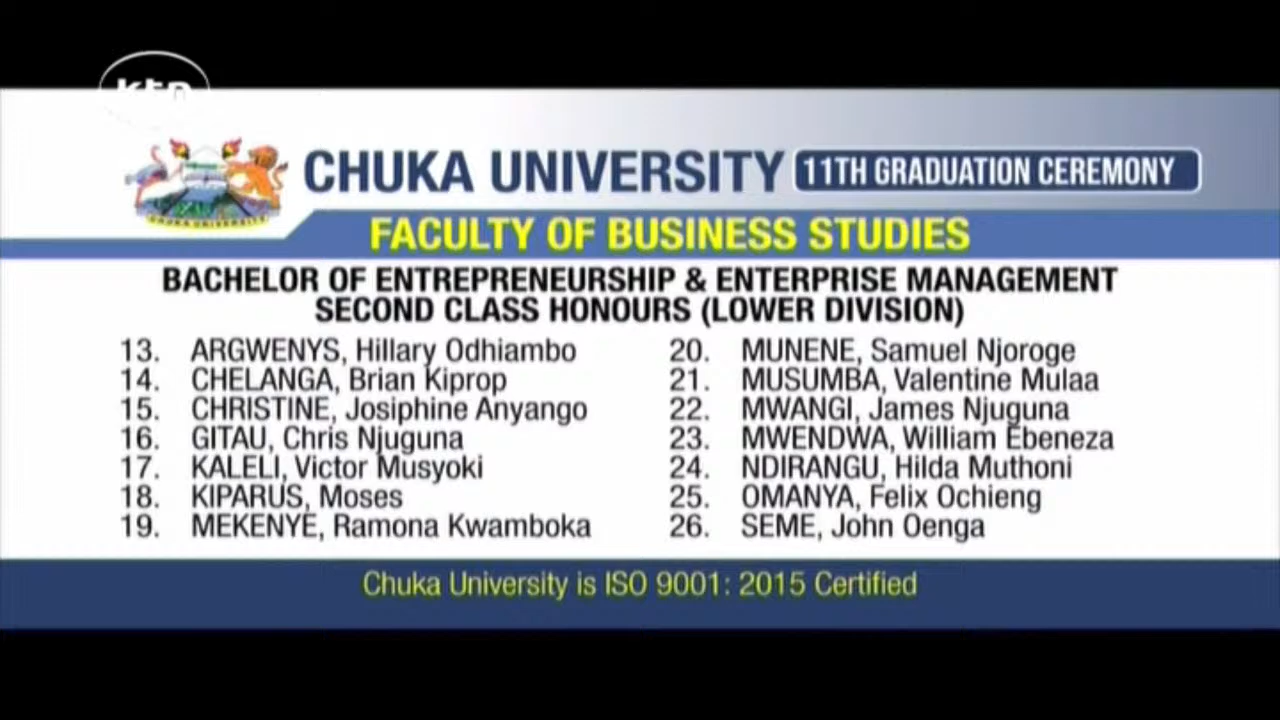 ktn
CHUKA UNIVERSITY 11TH GRADUATION CEREMONY
CHUKA UNIVERSITY
FACULTY OF BUSINESS STUDIES
BACHELOR OF ENTREPRENEURSHIP & ENTERPRISE MANAGEMENT
SECOND CLASS HONOURS (LOWER DIVISION)
13. ARGWENYS, Hillary Odhiambo
14. CHELANGA, Brian Kiprop
15. CHRISTINE, Josiphine Anyango
16. GITAU, Chris Njuguna
17. KALELI, Victor Musyoki
18. KIPARUS, Moses
19. MEKENYE, Ramona Kwamboka
20. MUNENE, Samuel Njoroge
21. MUSUMBA, Valentine Mulaa
22. MWANGI, James Njuguna
23. MWENDWA, William Ebeneza
24. NDIRANGU, Hilda Muthoni
25. OMANYA, Felix Ochieng
26. SEME, John Oenga
Chuka University is ISO 9001: 2015 Certified